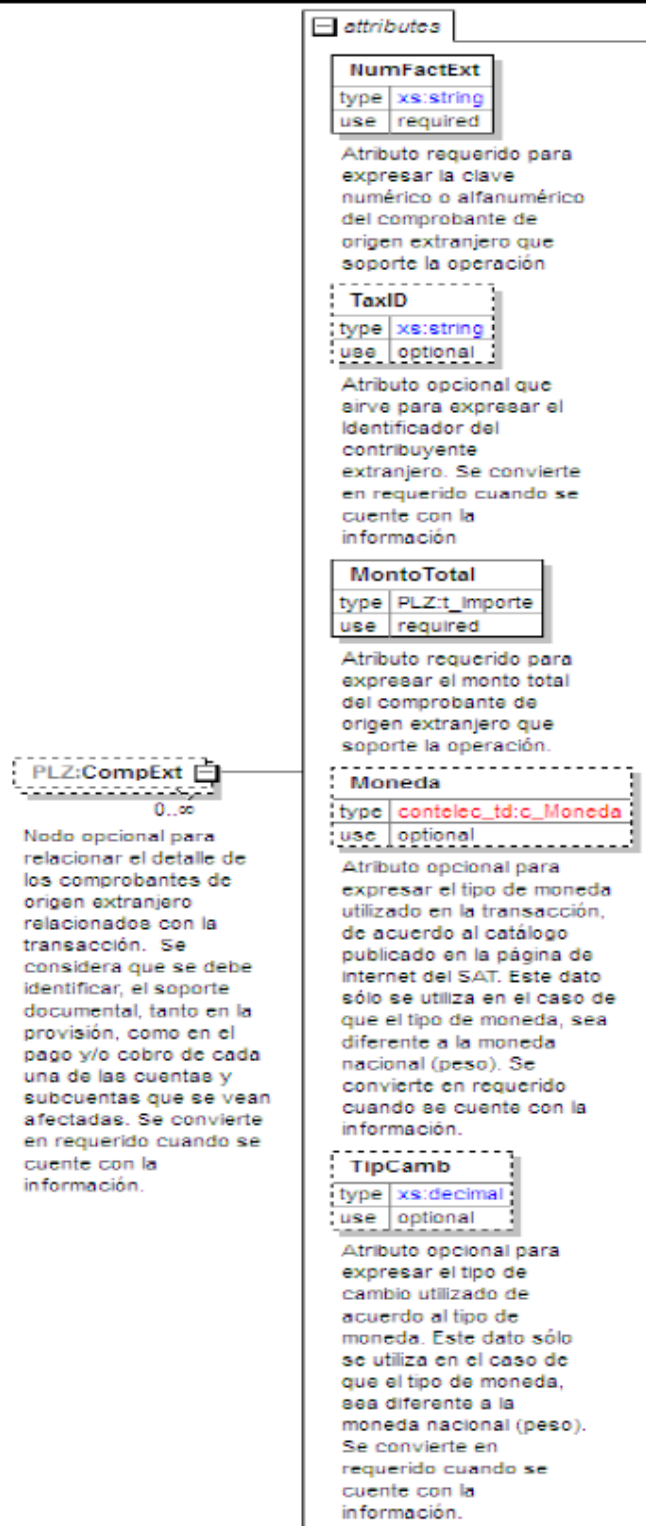 attributes
NumFactExt
type xs:string
use required
Atributo requerido para
expresar la clave
numérico o alfanumérico
del comprobante de
origen extranjero que
soporte la operación
TaxID
type xs:string
use optional
Atributo opcional que
sirve para expresar el
Identificador del
contribuyente
extranjero. Se convierte
en requerido cuando se
cuente con la
información
MontoTotal
type PLZ:t_Importe
use required
Atributo requerido para
expresar el monto total
del comprobante de
origen extranjero que
soporte la operación.
PLZ:CompExt
0..∞
Nodo opcional para
relacionar el detalle de
los comprobantes de
origen extranjero
relacionados con la
transacción. Se
considera que se debe
identificar, el soporte
documental, tanto en la
provisión, como en el
pago y/o cobro de cada
una de las cuentas y
subcuentas que se vean
afectadas. Se convierte
en requerido cuando se
cuente con la
información.
Moneda
type contelec_td:c_Moneda
use optional
Atributo opcional para
expresar el tipo de moneda
utilizado en la transacción,
de acuerdo al catálogo
publicado en la página de
internet del SAT. Este dato
sólo se utiliza en el caso de
que el tipo de moneda, sea
diferente a la moneda
nacional (peso). Se
convierte en requerido
cuando se cuente con la
información.
TipCamb
type xs:decimal
use optional
Atributo opcional para
expresar el tipo de
cambio utilizado de
acuerdo al tipo de
moneda. Este dato sólo
se utiliza en el caso de
que el tipo de moneda,
sea diferente a la
moneda nacional (peso).
Se convierte en
requerido cuando se
cuente con la
información.